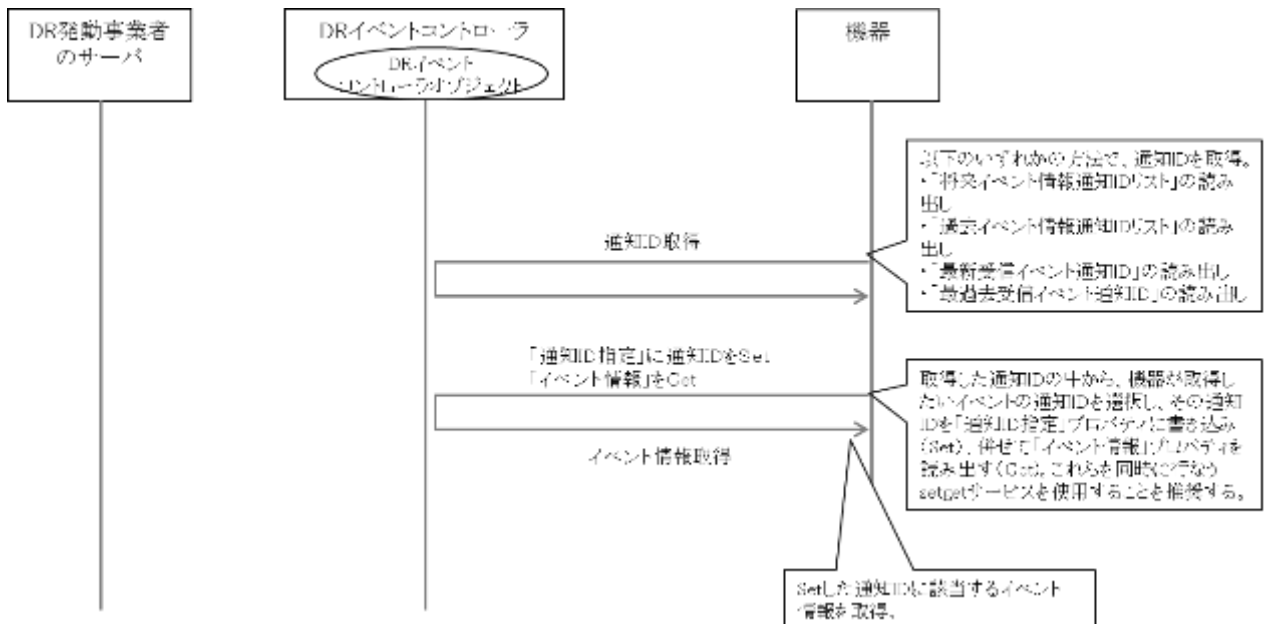 DR発動事業者
のサーバ
DRイベントコントローラ
DRイベント
コントローラオブジェクト
機器
以下のいずれかの方法で、通知IDを取得。
・「将来イベント情報通知IDリスト」の読み
出し
・「過去イベント情報通知IDリスト」の読み
出し
・「最新受信イベント通知ID」の読み出し
・「最過去受信イベント通知ID」の読み出し
通知ID取得
「通知ID指定」に通知IDをSet
「イベント情報」をGet
イベント情報取得
取得した通知IDの中から、機器が取得し
たいイベントの通知IDを選択し、その通知
IDを「通知ID指定」プロパティに書き込み
(Set)、併せて「イベント情報」プロパティを
読み出す(Get)。これらを同時に行なう
setgetサービスを使用することを推奨する。
Setした通知IDに該当するイベント
情報を取得。